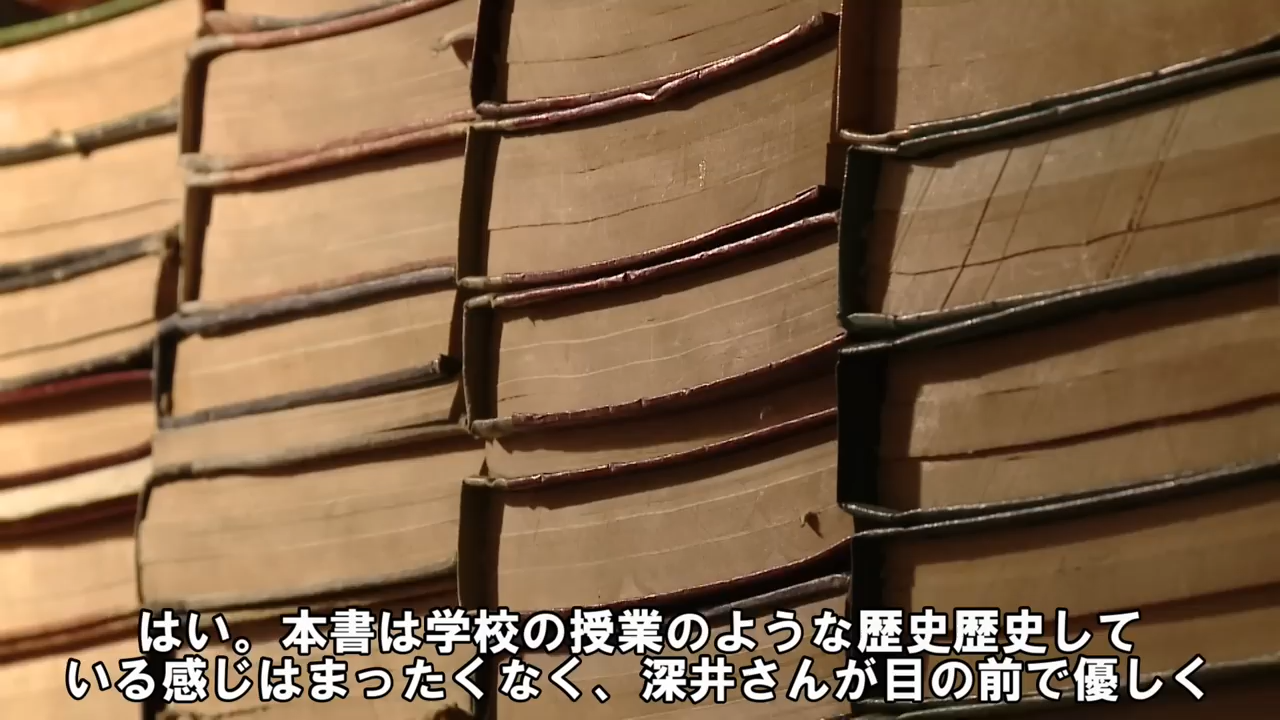 はい。本書は学校の授業のような歴史歴史して
いる感じはまったくなく、深井さんが目の前で優しく